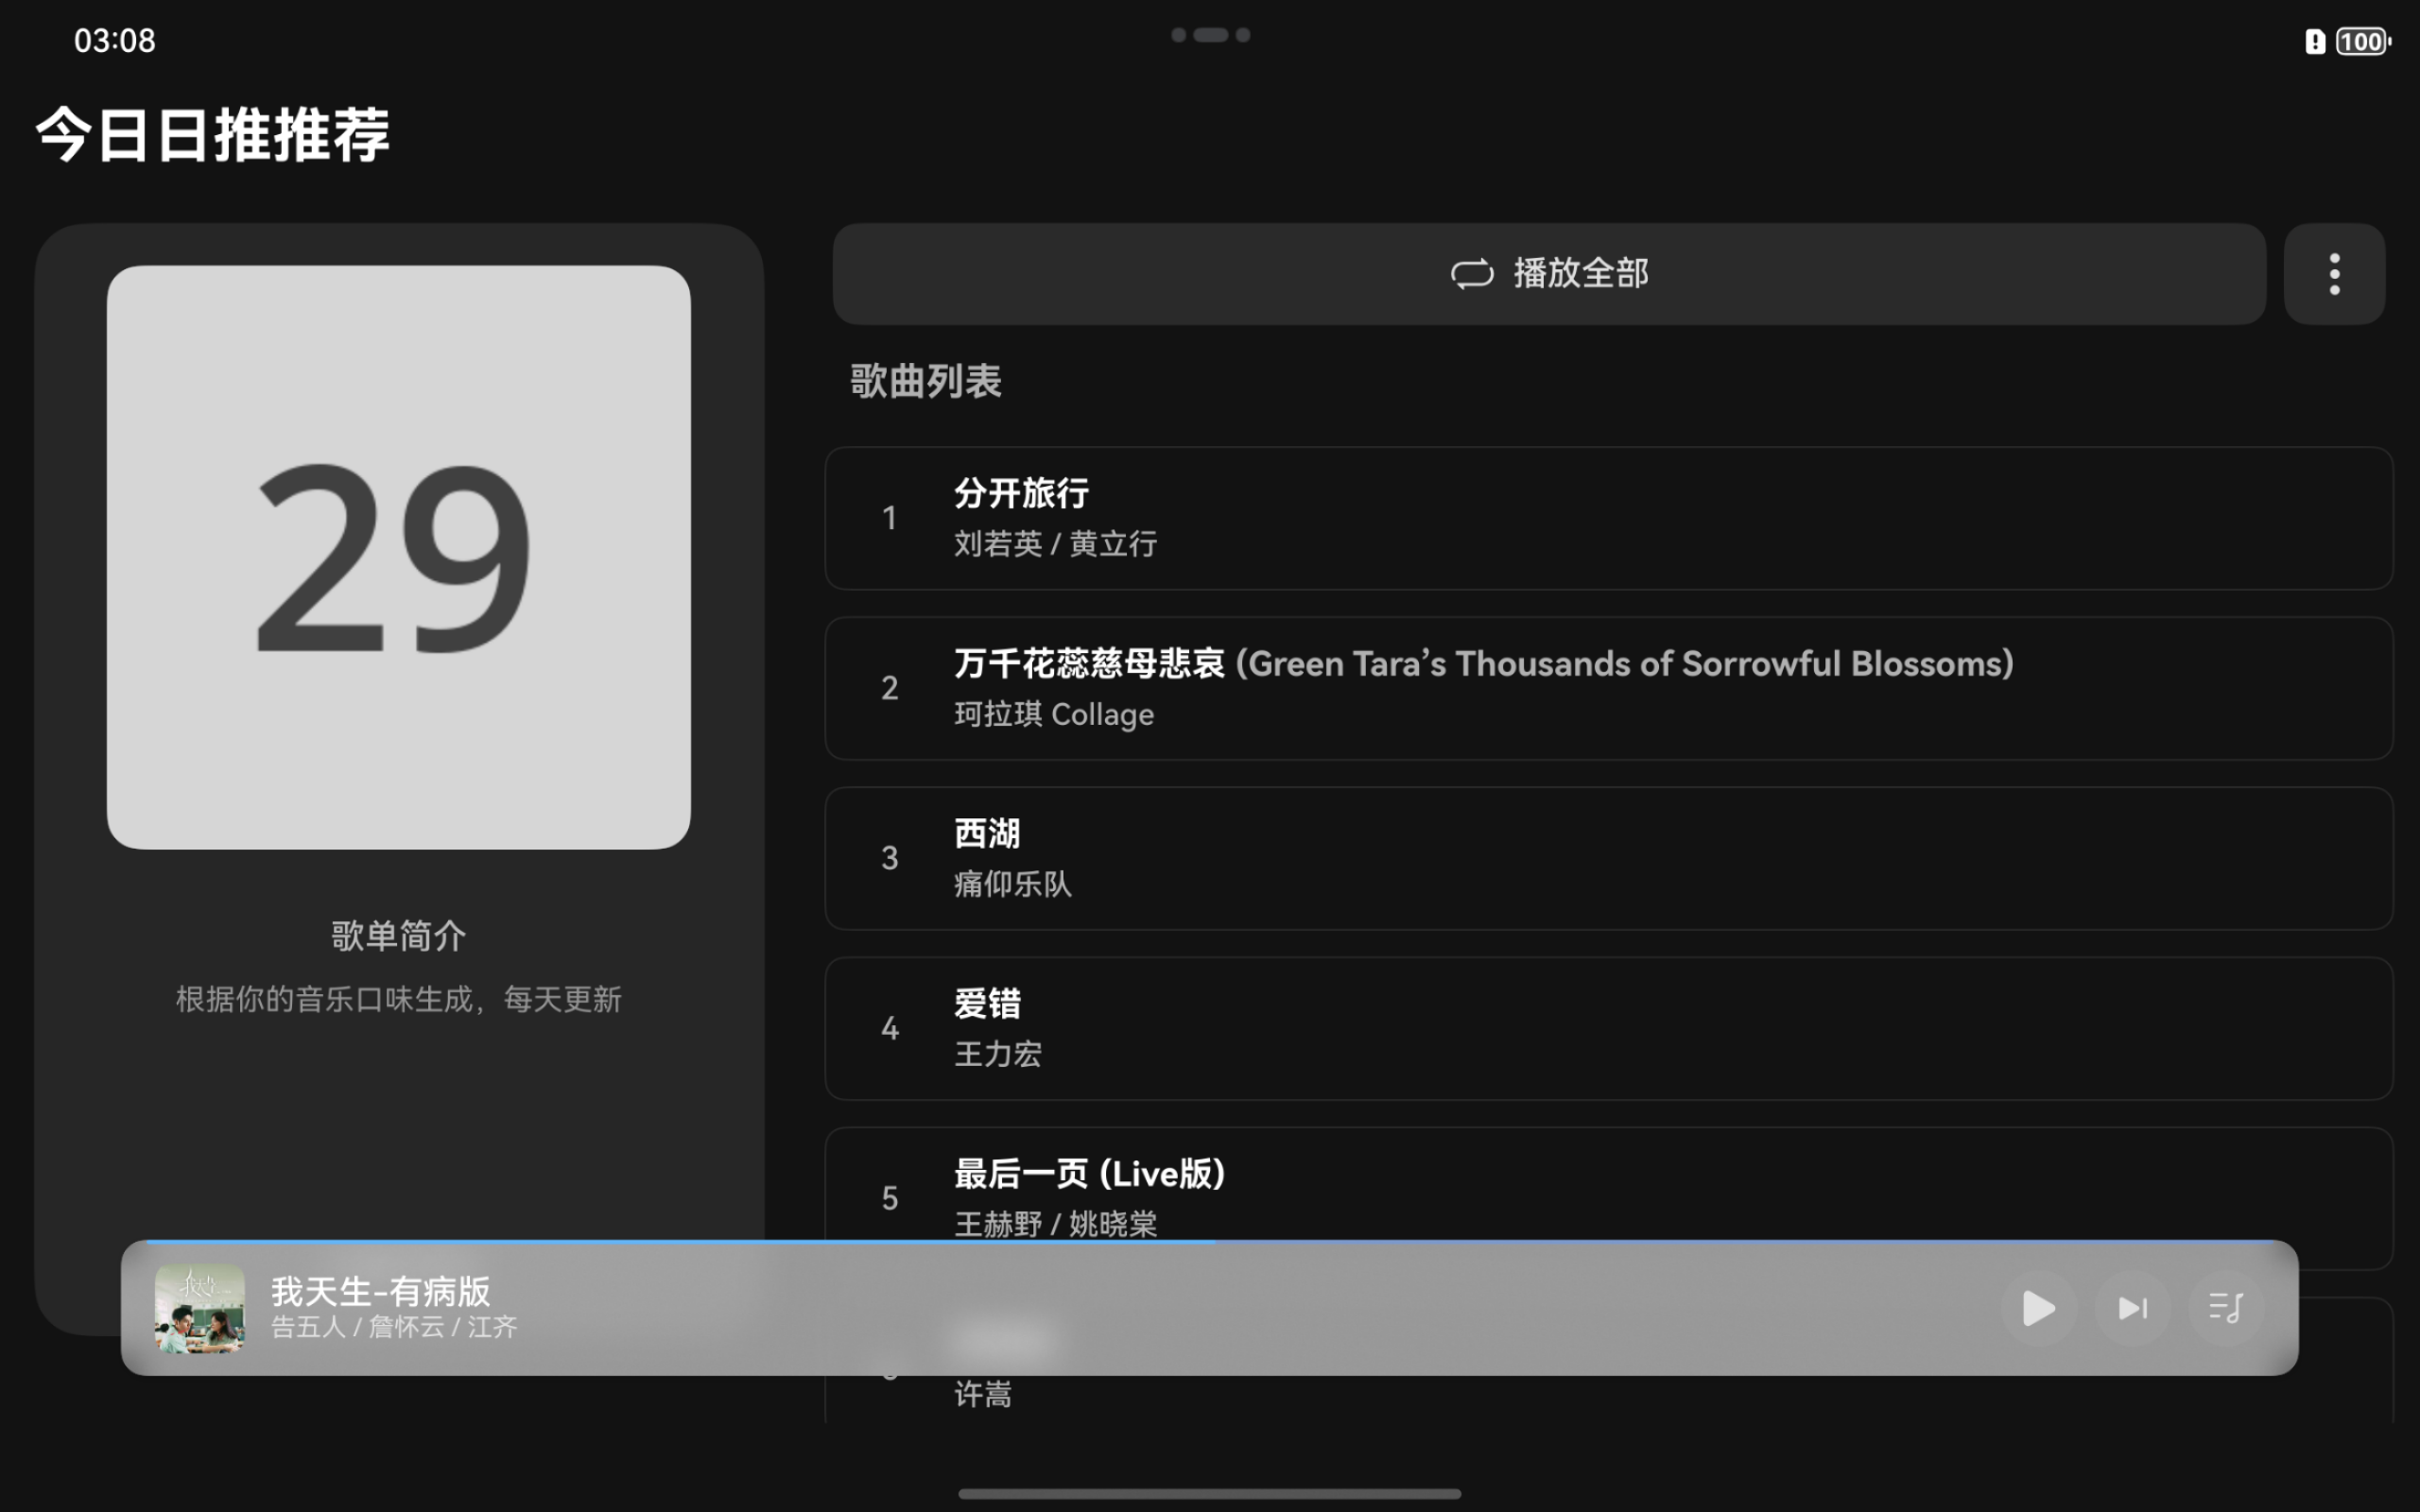 03:08
100
今日日推推荐
29
歌单简介
根据你的音乐口味生成，每天更新
播放全部
歌曲列表
1
分开旅行
刘若英 / 黄立行
2
万千花蕊慈母悲哀 (Green Tara’s Thousands of Sorrowful Blossoms)
珂拉琪 Collage
3
西湖
痛仰乐队
4
爱错
王力宏
5
最后一页 (Live版)
王赫野 / 姚晓棠
许嵩
我天生-有病版
告五人 / 詹怀云 / 江齐